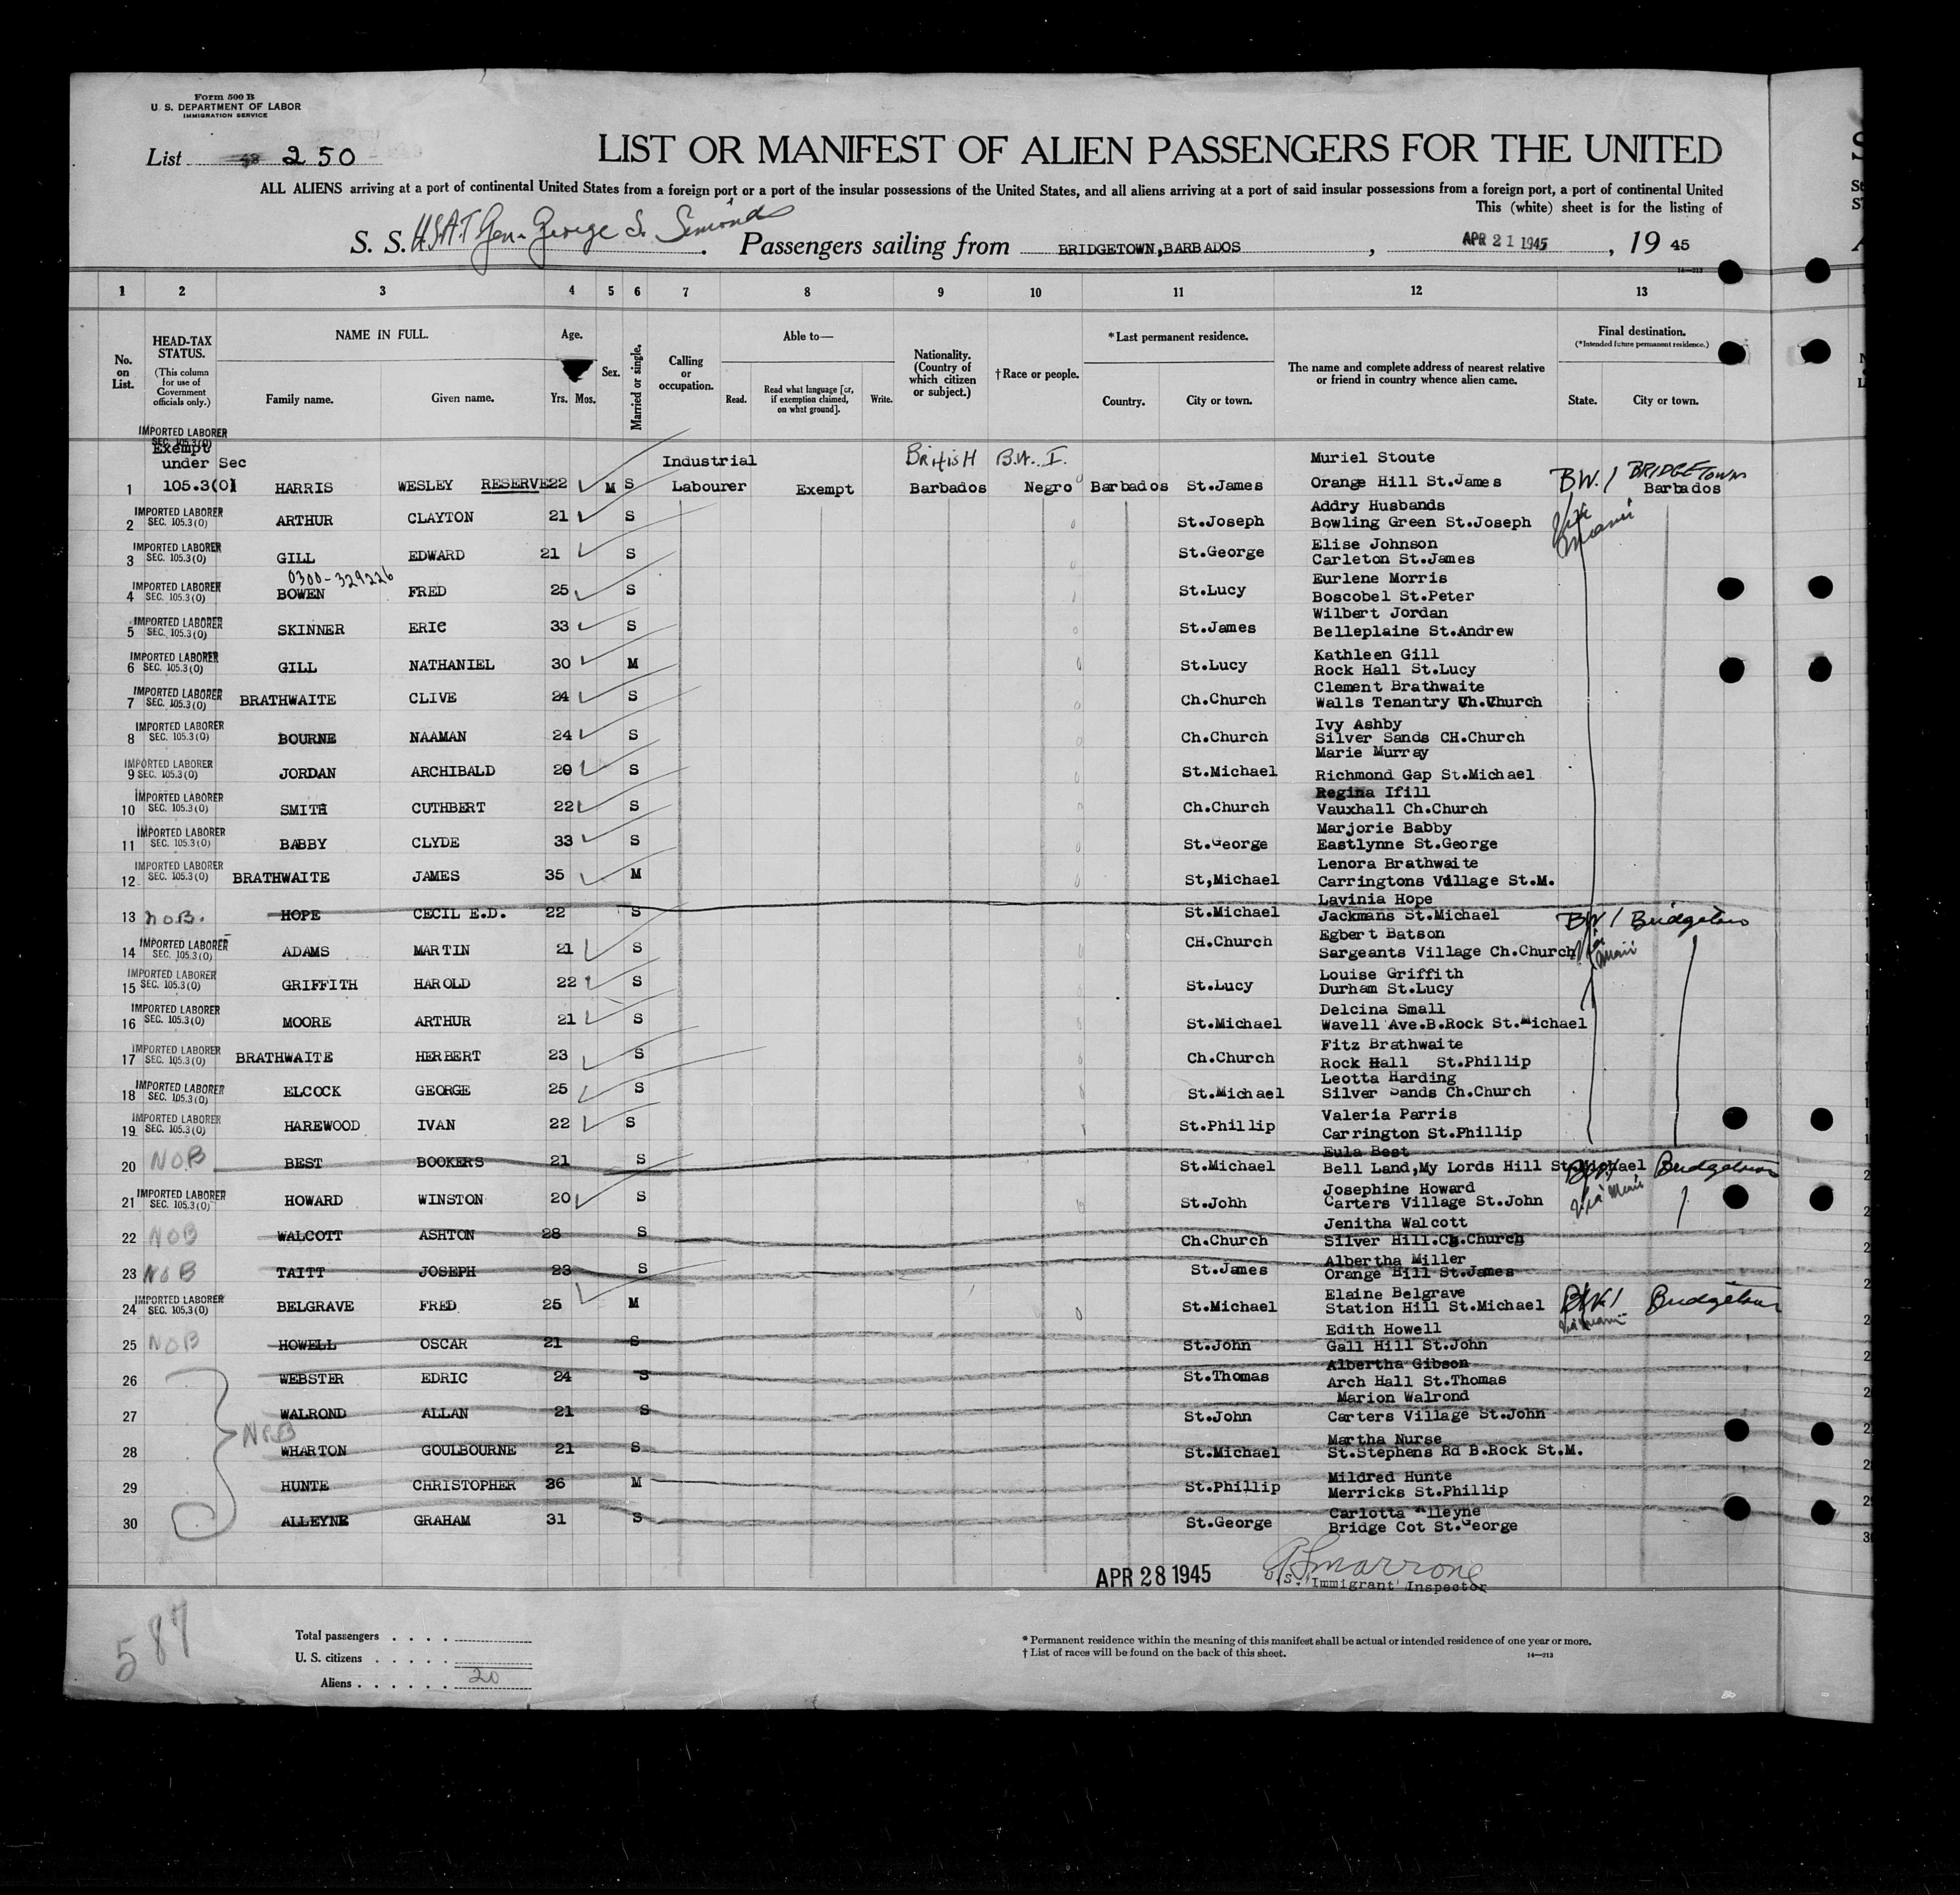 Form 500 B
U. S. DEPARTMENT OF LABOR
IMMIGRATION SERVICE
List 250
LIST OR MANIFEST OF ALIEN PASSENGERS FOR THE UNITED
ALL ALIENS arriving at a port of continental United States from a foreign port or a port of the insular possessions of the United States, and all aliens arriving at a port of said insular possessions from a foreign port, a port of continental United
This (white) sheet is for the listing of
S. S. U.S.A.T. Gen. George S. Simonds. Passengers sailing from BRIDGETOWN,BARBADOS, APR 21 1945, 19 45
1 2 3 4 5 6 7 8 9 10 11 12 13
No. on List.
HEAD-TAX STATUS.
(This column for use of Government officials only.)
NAME IN FULL.
Family name. Given name.
Age.
Yrs. Mos.
Sex.
Married or single.
Calling or occupation.
Able to—
Read. Read what language [or, if exemption claimed, on what ground]. Write.
Nationality. (Country of which citizen or subject.)
†Race or people.
*Last permanent residence.
Country. City or town.
The name and complete address of nearest relative or friend in country whence alien came.
Final destination.
(*Intended future permanent residence.)
State. City or town.
IMPORTED LABORER
SEC. 105.3(0)
Exempt
under Sec Industrial BRITISH B.W.I. Muriel Stoute
1 105.3(0) HARRIS WESLEY RESERVE 22 M S Labourer Exempt Barbados Negro Barbados St.James Orange Hill St.James BW1 BRIDGETOWN Barbados
Via Miami
2 IMPORTED LABORER SEC. 105.3(0) ARTHUR CLAYTON 21 S St.Joseph Addry Husbands Bowling Green St.Joseph
3 IMPORTED LABORER SEC. 105.3(0) GILL EDWARD 21 S St.George Elise Johnson Carleton St.James
0300-329226
4 IMPORTED LABORER SEC. 105.3(0) BOWEN FRED 25 S St.Lucy Eurlene Morris Boscobel St.Peter
5 IMPORTED LABORER SEC. 105.3(0) SKINNER ERIC 33 S St.James Wilbert Jordan Belleplaine St.Andrew
6 IMPORTED LABORER SEC. 105.3(0) GILL NATHANIEL 30 M St.Lucy Kathleen Gill Rock Hall St.Lucy
7 IMPORTED LABORER SEC. 105.3(0) BRATHWAITE CLIVE 24 S Ch.Church Clement Brathwaite Walls Tenantry Ch.Church
8 IMPORTED LABORER SEC. 105.3(0) BOURNE NAAMAN 24 S Ch.Church Ivy Ashby Silver Sands CH.Church
9 IMPORTED LABORER SEC. 105.3(0) JORDAN ARCHIBALD 20 S St.Michael Marie Murray Richmond Gap St.Michael
10 IMPORTED LABORER SEC. 105.3(0) SMITH CUTHBERT 22 S Ch.Church Regina Ifill Vauxhall Ch.Church
11 IMPORTED LABORER SEC. 105.3(0) BABBY CLYDE 33 S St.George Marjorie Babby Eastlynne St.George
12 IMPORTED LABORER SEC. 105.3(0) BRATHWAITE JAMES 35 M St,Michael Lenora Brathwaite Carringtons Village St.M.
13 N.O.B. HOPE CECIL E.D. 22 S St.Michael Lavinia Hope Jackmans St.Michael BW1 Bridgetown
14 IMPORTED LABORER SEC. 105.3(0) ADAMS MARTIN 21 S CH.Church Egbert Batson Sargeants Village Ch.Church Via Miami
15 IMPORTED LABORER SEC. 105.3(0) GRIFFITH HAROLD 22 S St.Lucy Louise Griffith Durham St.Lucy
16 IMPORTED LABORER SEC. 105.3(0) MOORE ARTHUR 21 S St.Michael Delcina Small Wavell Ave.B.Rock St.Michael
17 IMPORTED LABORER SEC. 105.3(0) BRATHWAITE HERBERT 23 S Ch.Church Fitz Brathwaite Rock Hall St.Phillip
18 IMPORTED LABORER SEC. 105.3(0) ELCOCK GEORGE 25 S St.Michael Leotta Harding Silver Sands Ch.Church
19 IMPORTED LABORER SEC. 105.3(0) HAREWOOD IVAN 22 S St.Phillip Valeria Parris Carrington St.Phillip
20 NOB BEST BOOKERS 21 S St.Michael Eula Best Bell Land,My Lords Hill St.Michael BW1 Bridgetown
21 IMPORTED LABORER SEC. 105.3(0) HOWARD WINSTON 20 S St.John Josephine Howard Carters Village St.John Via Miami
22 NOB WALCOTT ASHTON 28 S Ch.Church Jenitha Walcott Silver Hill.Ch.Church
23 NOB TAITT JOSEPH 23 S St.James Albertha Miller Orange Hill St.James
24 IMPORTED LABORER SEC. 105.3(0) BELGRAVE FRED 25 M St.Michael Elaine Belgrave Station Hill St.Michael BW1 Bridgetown
Via Miami
25 NOB HOWELL OSCAR 21 S St.John Edith Howell Gall Hill St.John
26 WEBSTER EDRIC 24 S St.Thomas Albertha Gibson Arch Hall St.Thomas
27 WALROND ALLAN 21 S St.John Marion Walrond Carters Village St.John
NOB
28 WHARTON GOULBOURNE 21 S St.Michael Martha Nurse St.Stephens Rd B.Rock St.M.
29 HUNTE CHRISTOPHER 36 M St.Phillip Mildred Hunte Merricks St.Phillip
30 ALLEYNE GRAHAM 31 S St.George Carlotta Alleyne Bridge Cot St.George
APR 28 1945
U.S. Immigrant Inspector
587
Total passengers
U. S. citizens
Aliens 20
* Permanent residence within the meaning of this manifest shall be actual or intended residence of one year or more.
† List of races will be found on the back of this sheet.
14—213